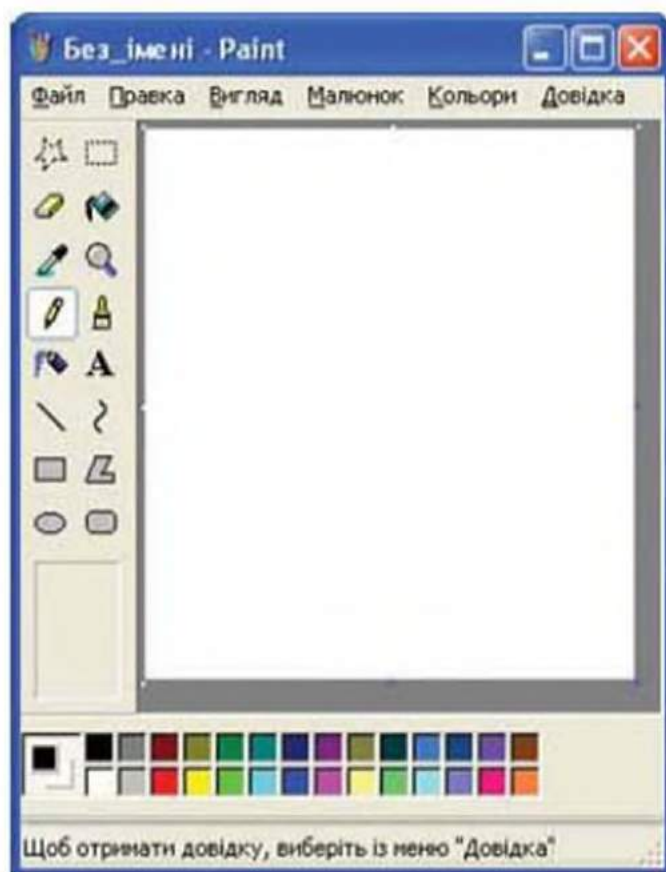 Без_імені - Paint
Файл Правка Вигляд Малюнок Кольори Довідка
A
Щоб отримати довідку, виберіть із меню "Довідка"